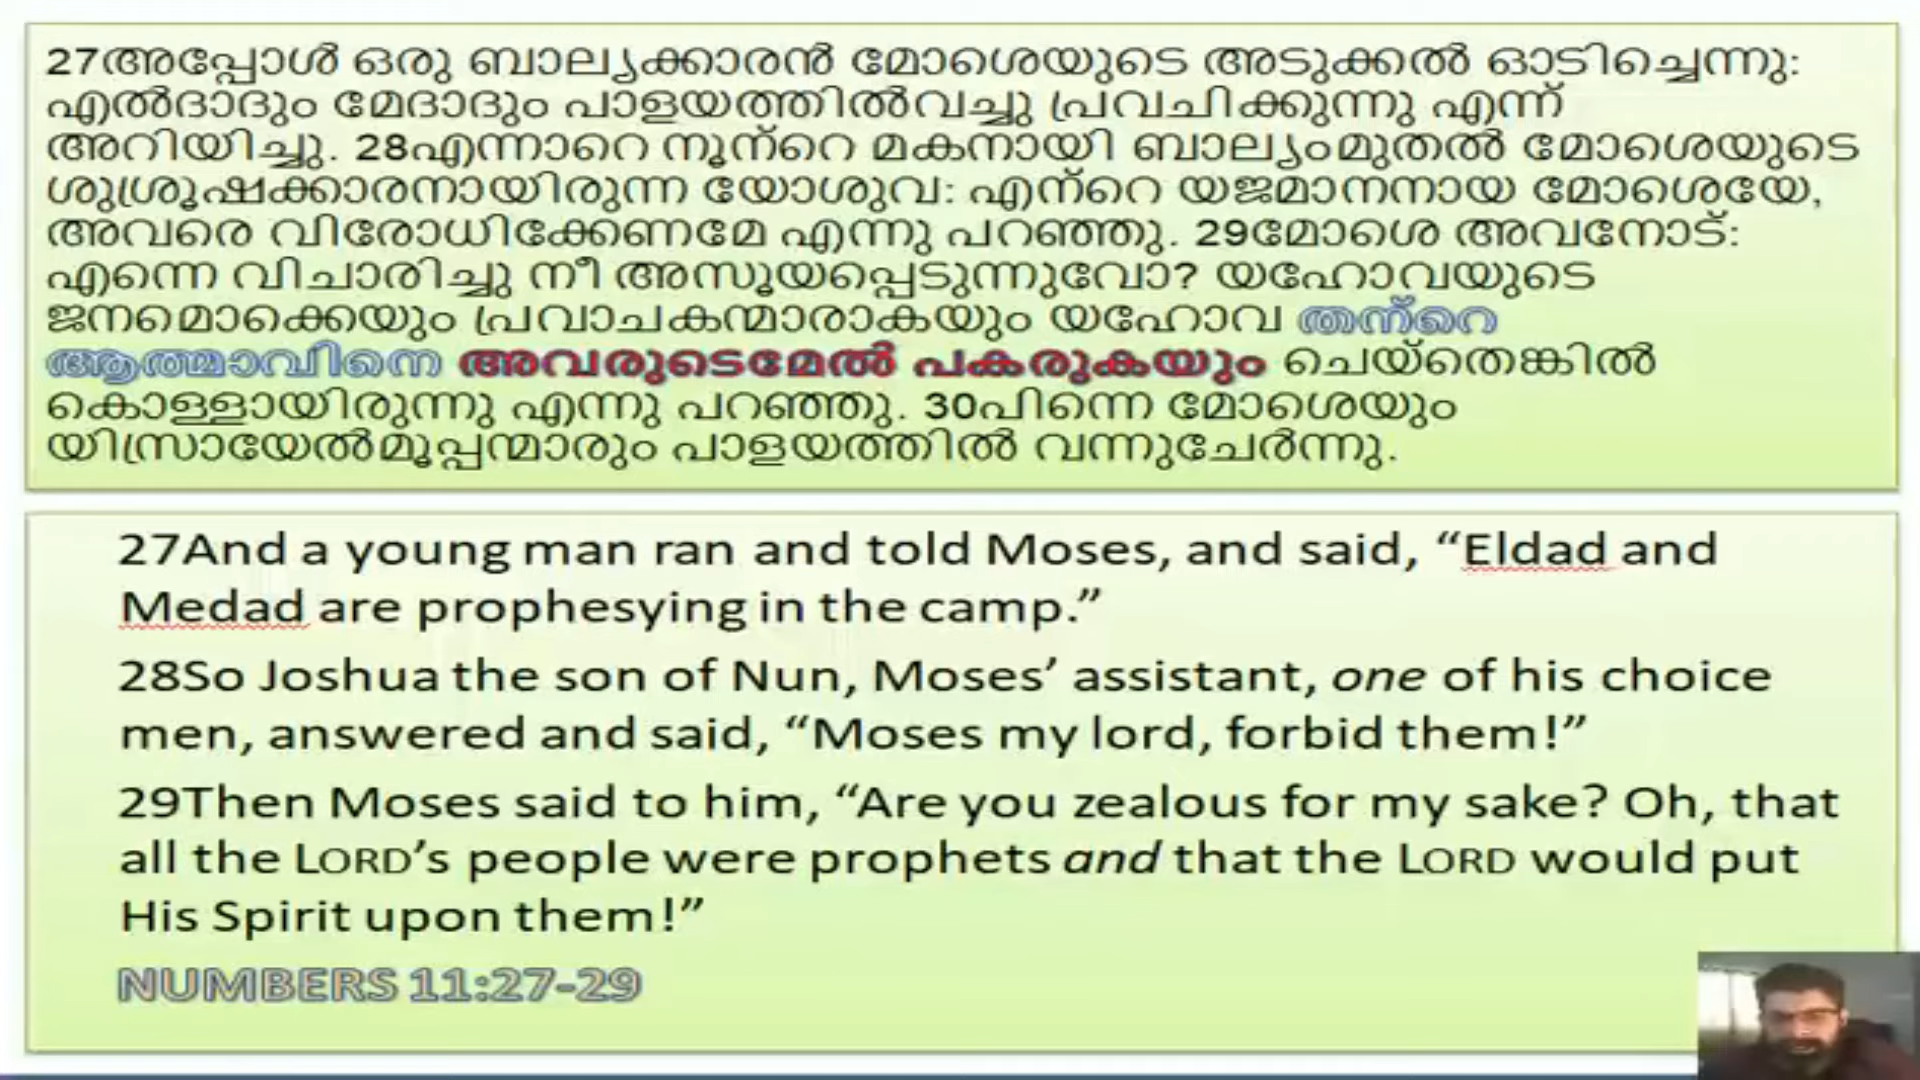 27അപ്പോൾ ഒരു ബാല്യക്കാരൻ മോശെയുടെ അടുക്കൽ ഓടിച്ചെന്നു:
എൽദാദും മേദാദും പാളയത്തിൽവച്ചു പ്രവചിക്കുന്നു എന്ന്
അറിയിച്ചു. 28എന്നാറെ നൂന്റെ മകനായി ബാല്യംമുതൽ മോശെയുടെ
ശുശ്രൂഷക്കാരനായിരുന്ന യോശുവ: എന്റെ യജമാനനായ മോശെയേ,
അവരെ വിരോധിക്കേണമേ എന്നു പറഞ്ഞു. 29മോശെ അവനോട്:
എന്നെ വിചാരിച്ചു നീ അസൂയപ്പെടുന്നുവോ? യഹോവയുടെ
ജനമൊക്കെയും പ്രവാചകന്മാരാകയും യഹോവ തന്റെ
ആത്മാവിനെ അവരുടെമേൽ പകരുകയും ചെയ്തെങ്കിൽ
കൊള്ളായിരുന്നു എന്നു പറഞ്ഞു. 30പിന്നെ മോശെയും
യിസ്രായേൽമൂപ്പന്മാരും പാളയത്തിൽ വന്നുചേർന്നു.
27And a young man ran and told Moses, and said, “Eldad and
Medad are prophesying in the camp.”
28So Joshua the son of Nun, Moses’ assistant, one of his choice
men, answered and said, “Moses my lord, forbid them!”
29Then Moses said to him, “Are you zealous for my sake? Oh, that
all the LORD’s people were prophets and that the LORD would put
His Spirit upon them!”
NUMBERS 11:27-29